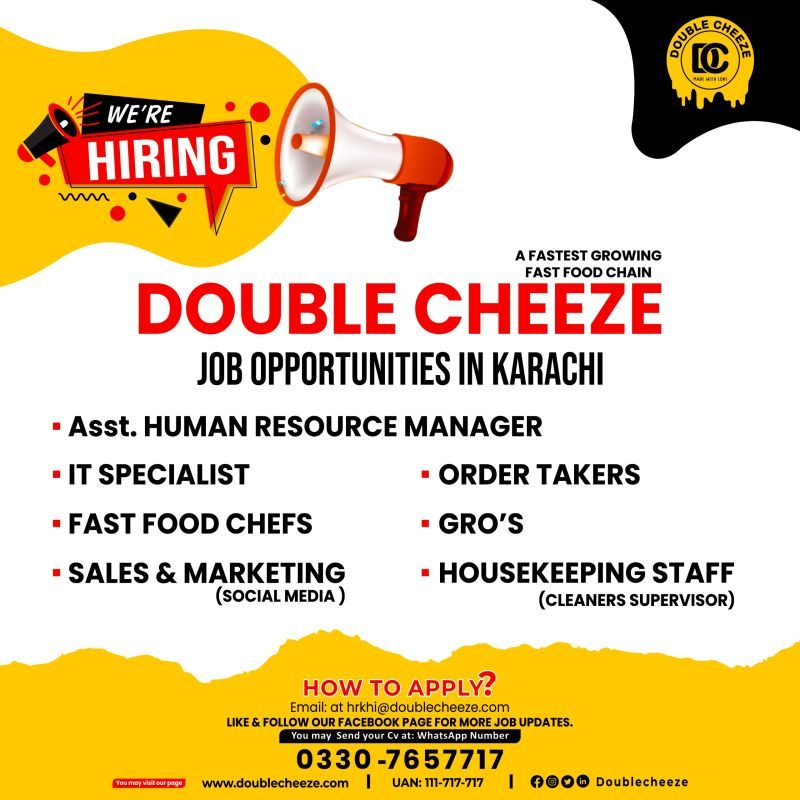 DOUBLE CHEEZE
DC
MADE WITH LOVE
WE'RE
HIRING
A FASTEST GROWING
FAST FOOD CHAIN
DOUBLE CHEEZE
JOB OPPORTUNITIES IN KARACHI
▪ Asst. HUMAN RESOURCE MANAGER
▪ IT SPECIALIST
▪ ORDER TAKERS
▪ FAST FOOD CHEFS
▪ GRO'S
▪ SALES & MARKETING
(SOCIAL MEDIA )
▪ HOUSEKEEPING STAFF
(CLEANERS SUPERVISOR)
HOW TO APPLY?
Email: at hrkhi@doublecheeze.com
LIKE & FOLLOW OUR FACEBOOK PAGE FOR MORE JOB UPDATES.
You may Send your Cv at: WhatsApp Number
0330 -7657717
You may visit our page www.doublecheeze.com | UAN: 111-717-717 | Doublecheeze